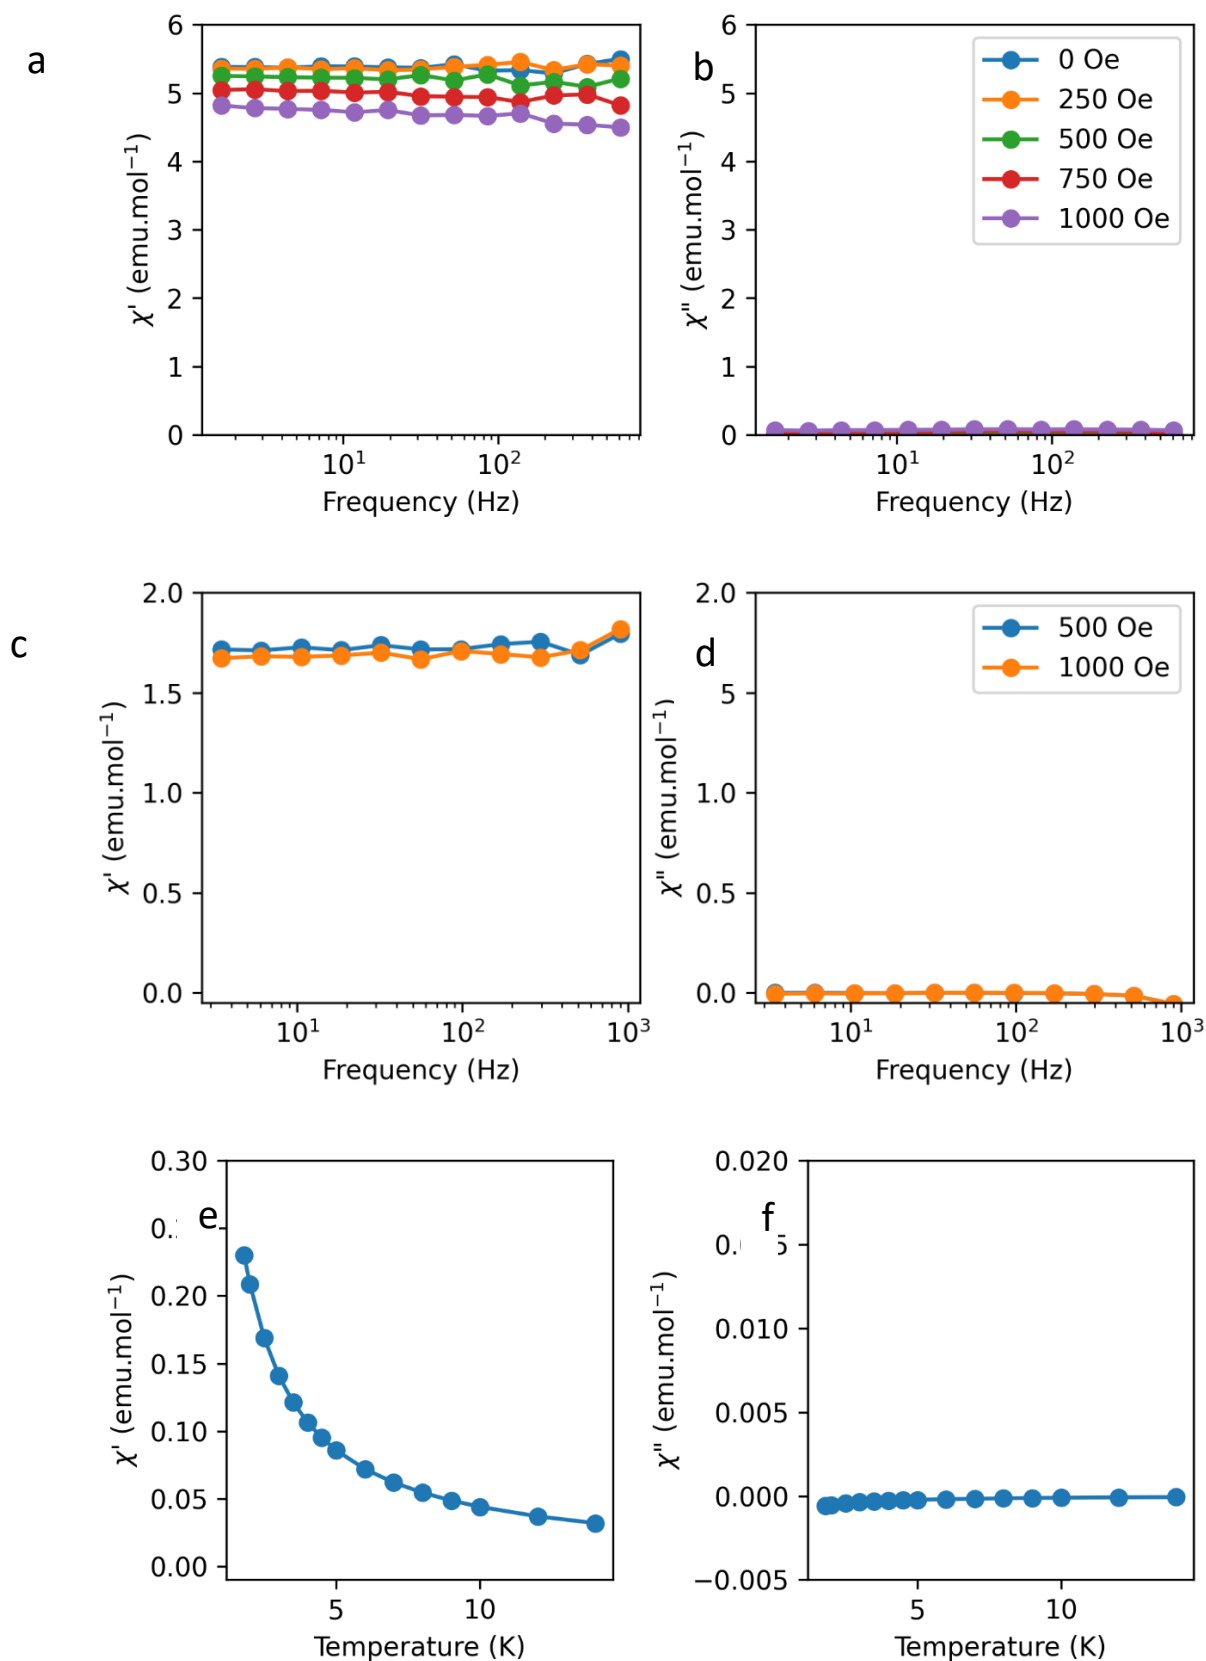 a
6
5
4
3
2
1
0
χ' (emu.mol⁻¹)
10¹
10²
Frequency (Hz)
b
6
5
4
3
2
1
0
χ" (emu.mol⁻¹)
0 Oe
250 Oe
500 Oe
750 Oe
1000 Oe
10¹
10²
Frequency (Hz)
c
2.0
1.5
1.0
0.5
0.0
χ' (emu.mol⁻¹)
10¹
10²
10³
Frequency (Hz)
d
2.0
5
1.0
0.5
0.0
χ" (emu.mol⁻¹)
500 Oe
1000 Oe
10¹
10²
10³
Frequency (Hz)
e
0.30
0.20
0.15
0.10
0.05
0.00
χ' (emu.mol⁻¹)
5
10
Temperature (K)
f
0.020
0.010
0.005
0.000
−0.005
χ" (emu.mol⁻¹)
5
10
Temperature (K)